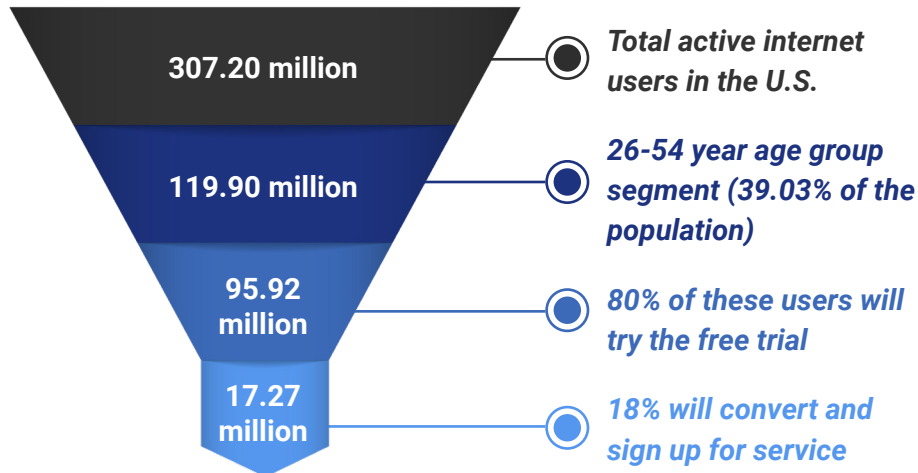 307.20 million
Total active internet
users in the U.S.
119.90 million
26-54 year age group
segment (39.03% of the
population)
95.92
million
80% of these users will
try the free trial
17.27
million
18% will convert and
sign up for service